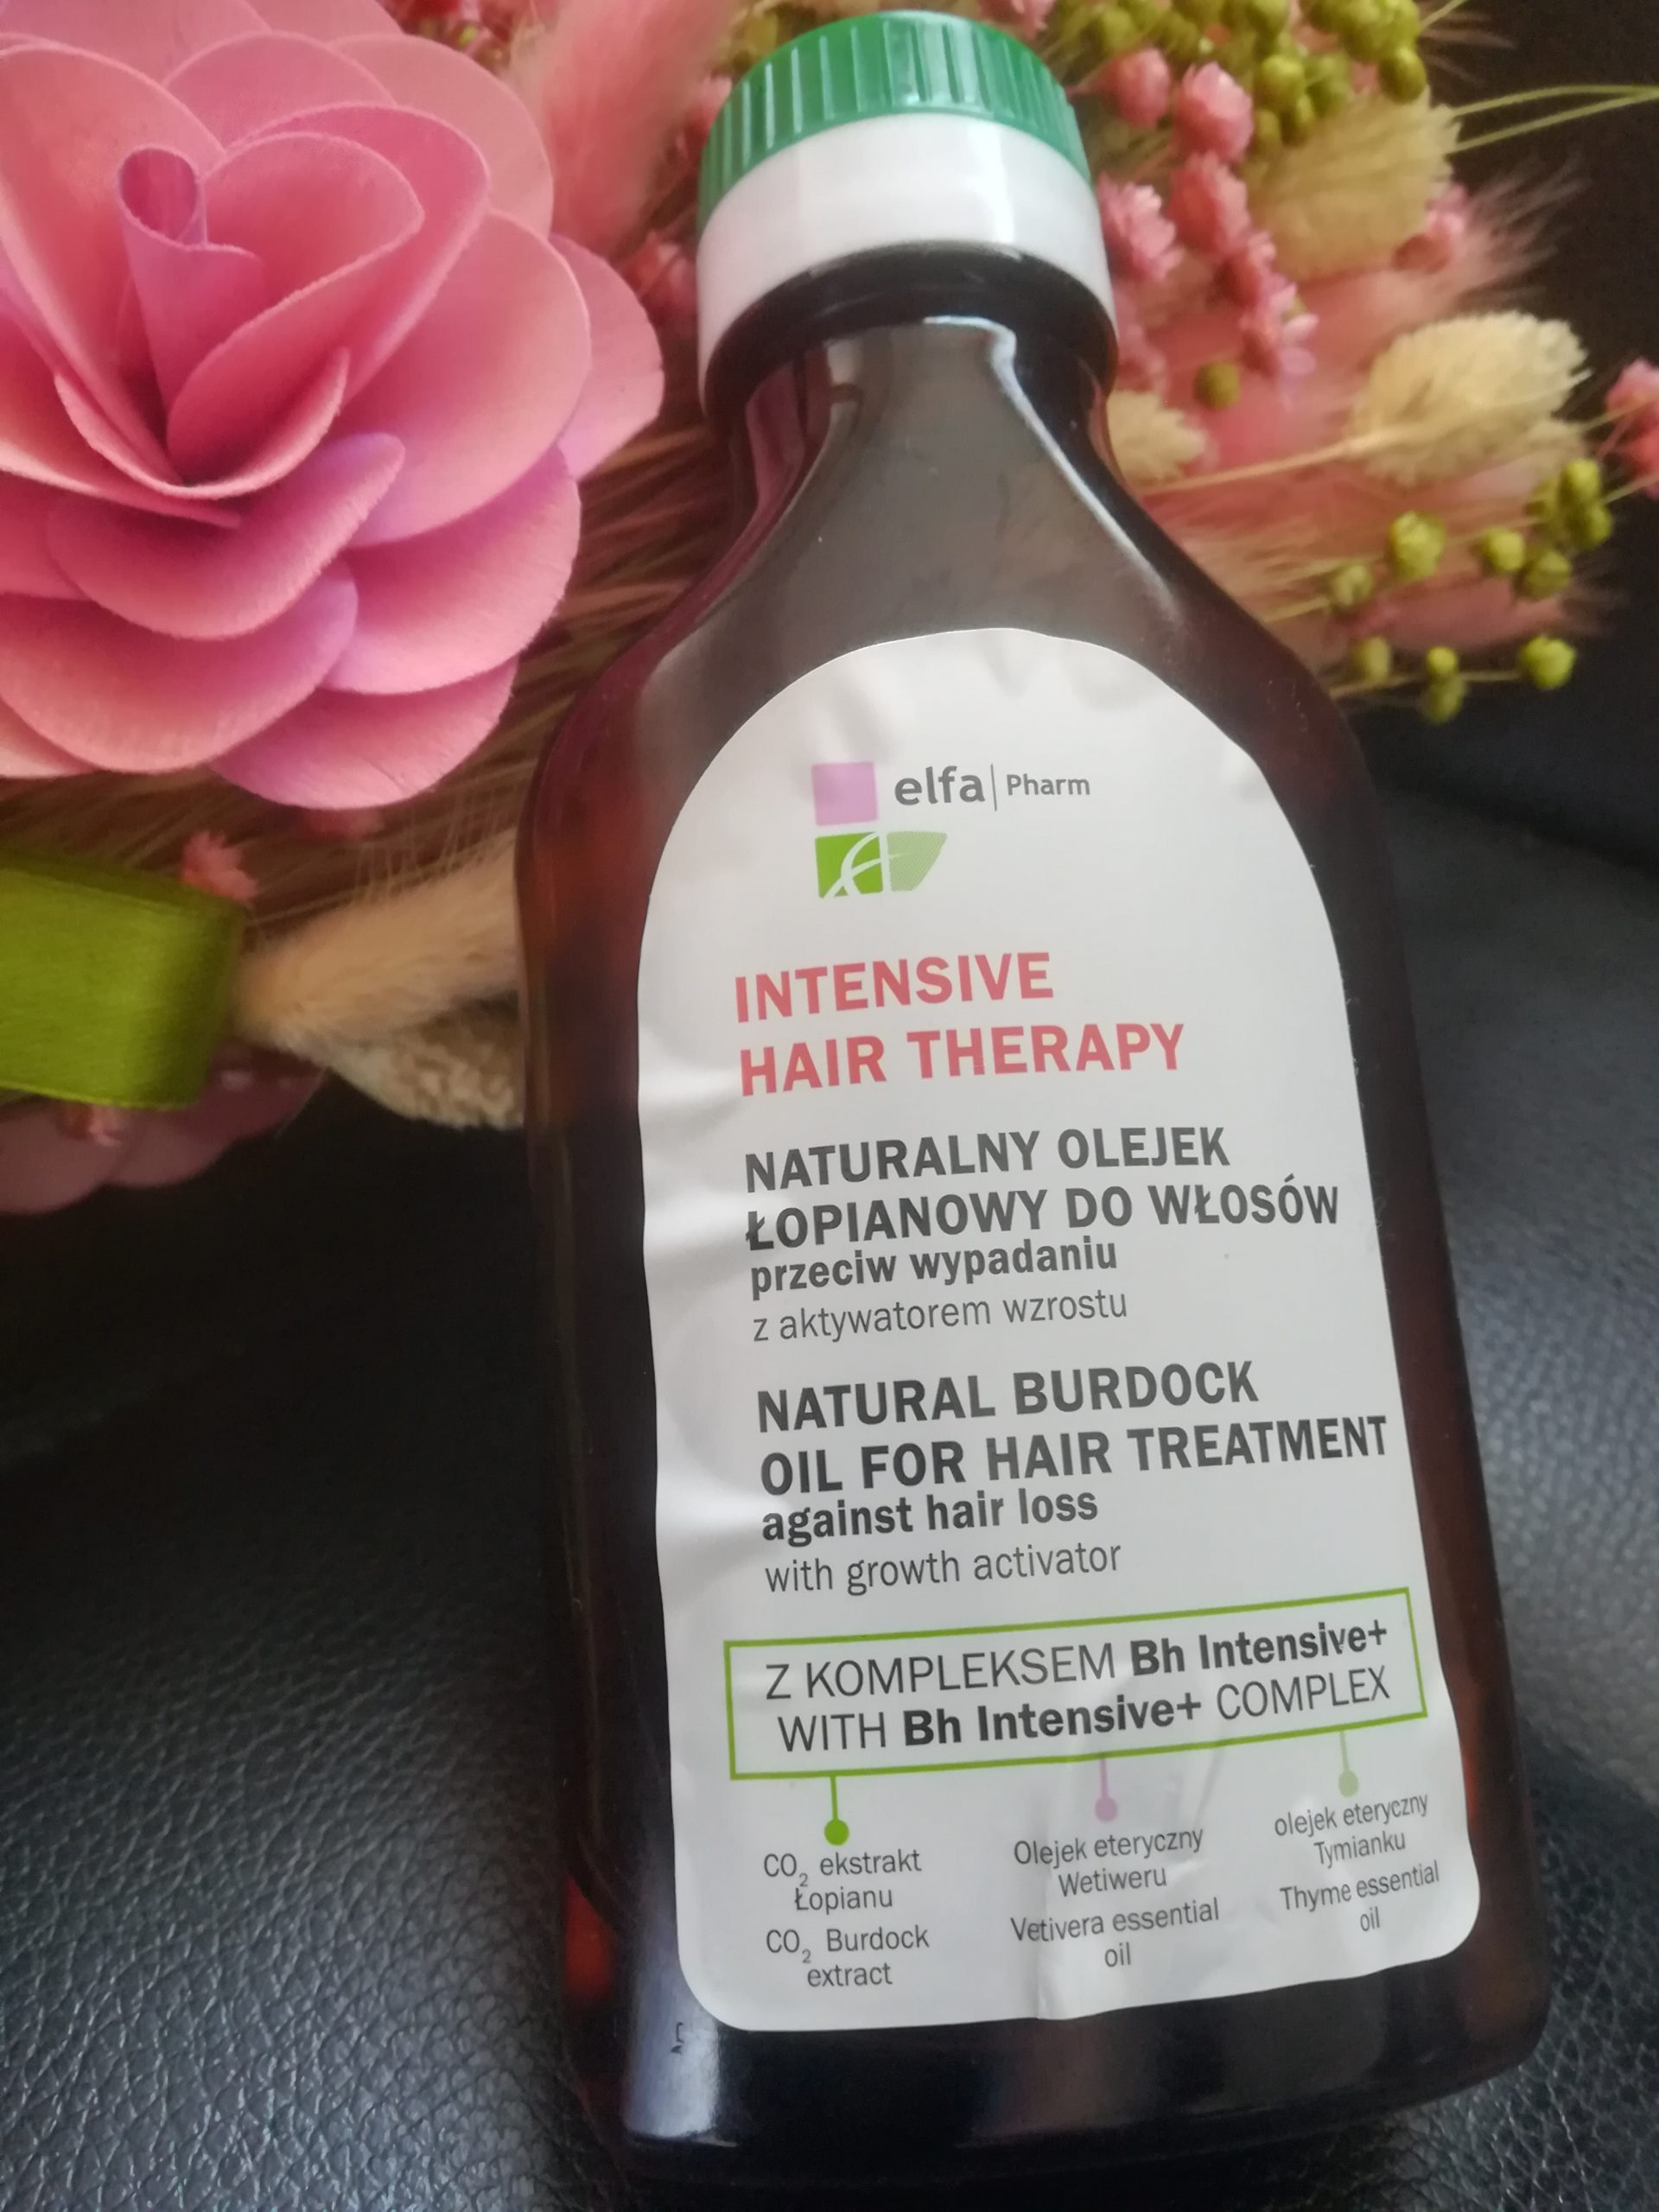 elfa | Pharm
INTENSIVE
HAIR THERAPY
NATURALNY OLEJEK
ŁOPIANOWY DO WŁOSÓW
przeciw wypadaniu
z aktywatorem wzrostu
NATURAL BURDOCK
OIL FOR HAIR TREATMENT
against hair loss
with growth activator
Z KOMPLEKSEM Bh Intensive+
WITH Bh Intensive+ COMPLEX
CO₂ ekstrakt
Łopianu
CO₂ Burdock
extract
Olejek eteryczny
Wetiweru
Vetivera essential
oil
olejek eteryczny
Tymianku
Thyme essential
oil